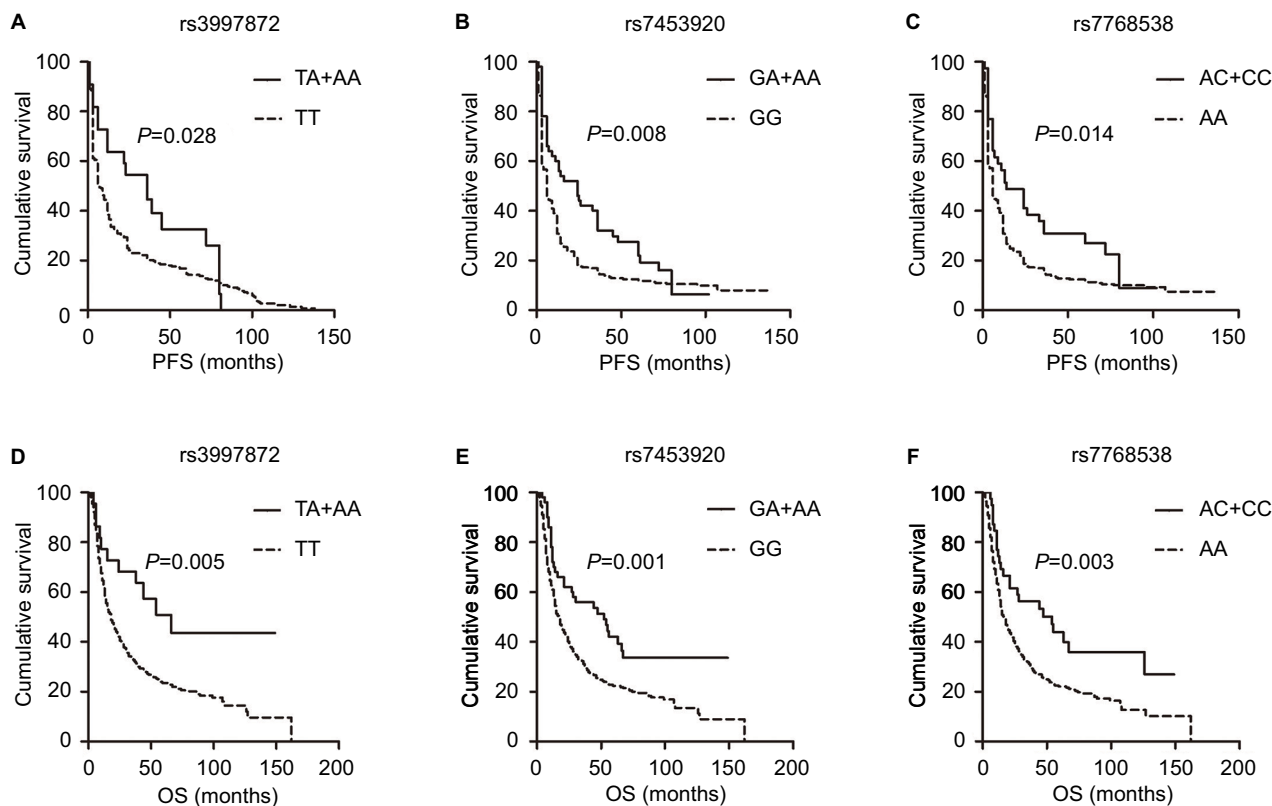 A
rs3997872
Cumulative survival
100
80
60
40
20
0
TA+AA
TT
P=0.028
0
50
100
150
PFS (months)
B
rs7453920
Cumulative survival
100
80
60
40
20
0
GA+AA
GG
P=0.008
0
50
100
150
PFS (months)
C
rs7768538
Cumulative survival
100
80
60
40
20
0
AC+CC
AA
P=0.014
0
50
100
150
PFS (months)
D
rs3997872
Cumulative survival
100
80
60
40
20
0
TA+AA
TT
P=0.005
0
50
100
150
200
OS (months)
E
rs7453920
Cumulative survival
100
80
60
40
20
0
GA+AA
GG
P=0.001
0
50
100
150
200
OS (months)
F
rs7768538
Cumulative survival
100
80
60
40
20
0
AC+CC
AA
P=0.003
0
50
100
150
200
OS (months)